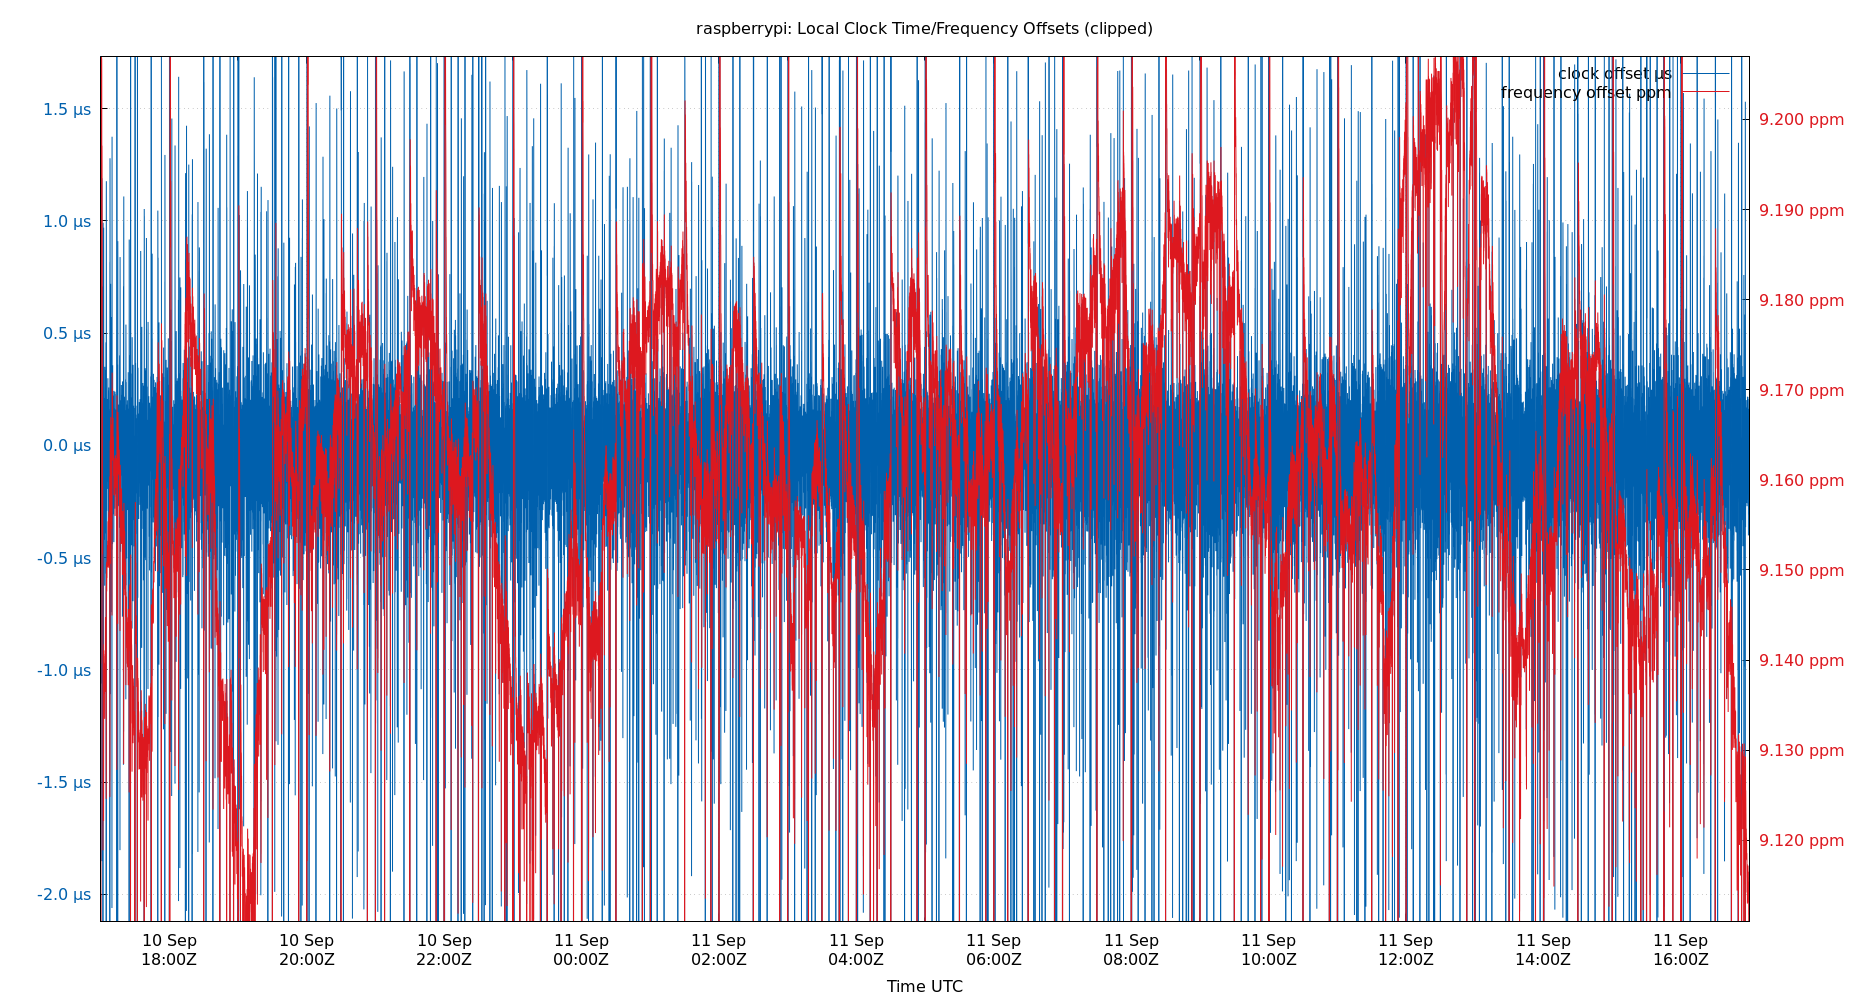 raspberrypi: Local Clock Time/Frequency Offsets (clipped)
clock offset µs
frequency offset ppm
1.5 µs
1.0 µs
0.5 µs
0.0 µs
-0.5 µs
-1.0 µs
-1.5 µs
-2.0 µs
9.200 ppm
9.190 ppm
9.180 ppm
9.170 ppm
9.160 ppm
9.150 ppm
9.140 ppm
9.130 ppm
9.120 ppm
10 Sep 10 Sep 10 Sep 11 Sep 11 Sep 11 Sep 11 Sep 11 Sep 11 Sep 11 Sep 11 Sep 11 Sep
18:00Z 20:00Z 22:00Z 00:00Z 02:00Z 04:00Z 06:00Z 08:00Z 10:00Z 12:00Z 14:00Z 16:00Z
Time UTC